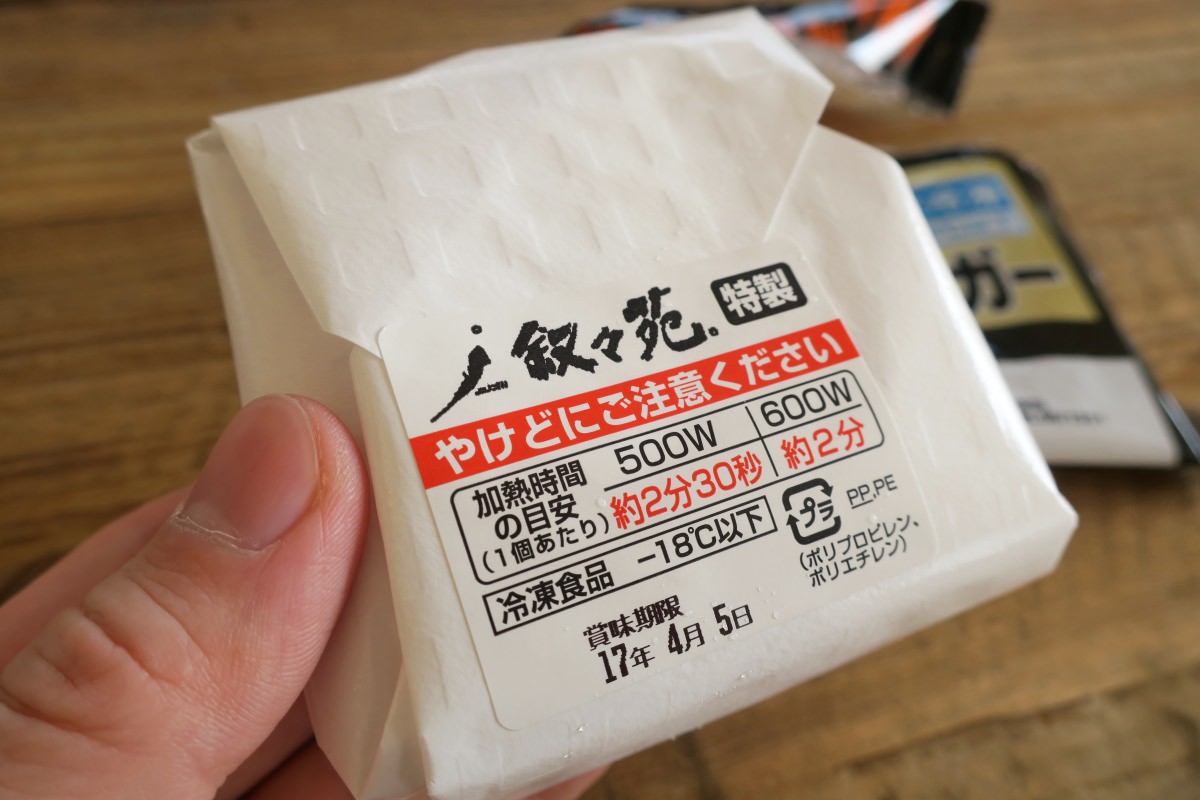 叙々苑. 特製
やけどにご注意ください
加熱時間の目安(1個あたり)
500W 600W
約2分30秒 約2分
冷凍食品 -18℃以下
プラ PP,PE
(ポリプロピレン、
ポリエチレン)
賞味期限
17年 4月 5日
ガー